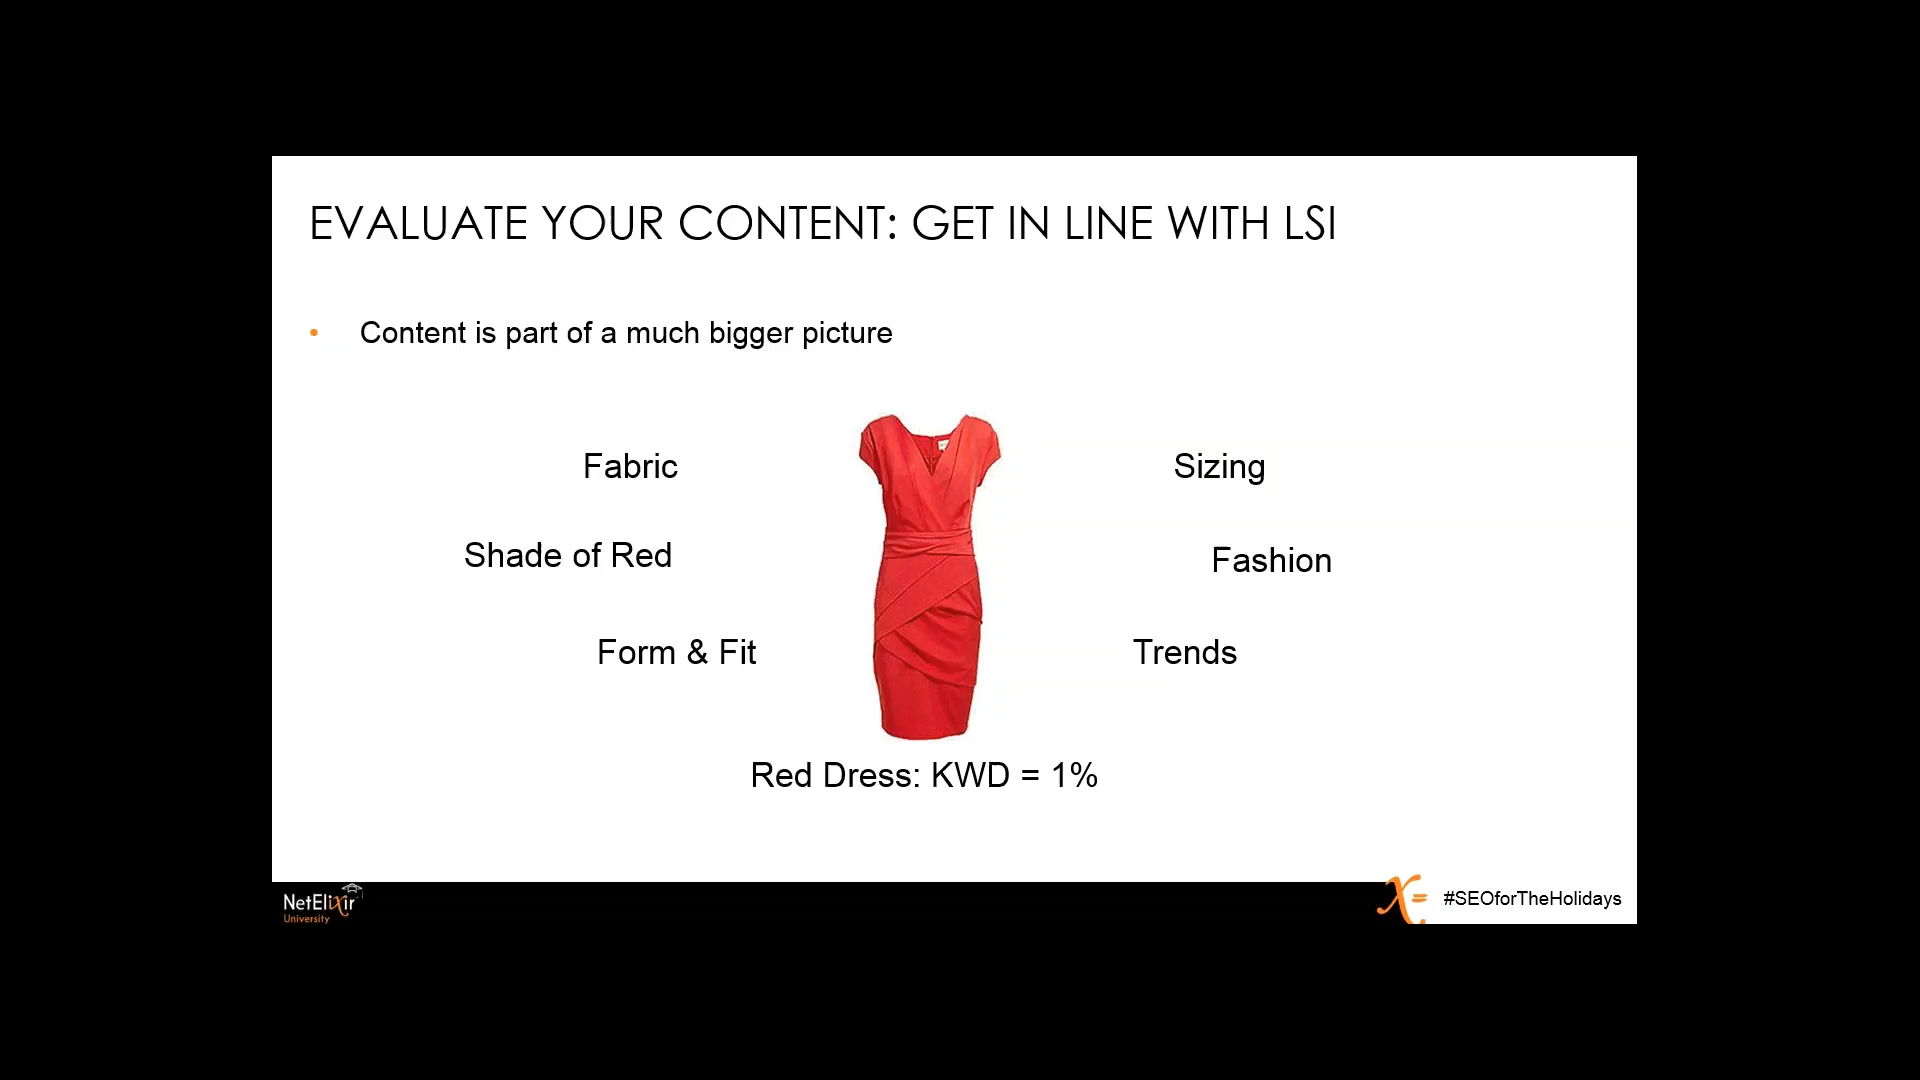 EVALUATE YOUR CONTENT: GET IN LINE WITH LSI
• Content is part of a much bigger picture
Fabric
Sizing
Shade of Red
Fashion
Form & Fit
Trends
Red Dress: KWD = 1%
NetElixir
University
X= #SEOforTheHolidays